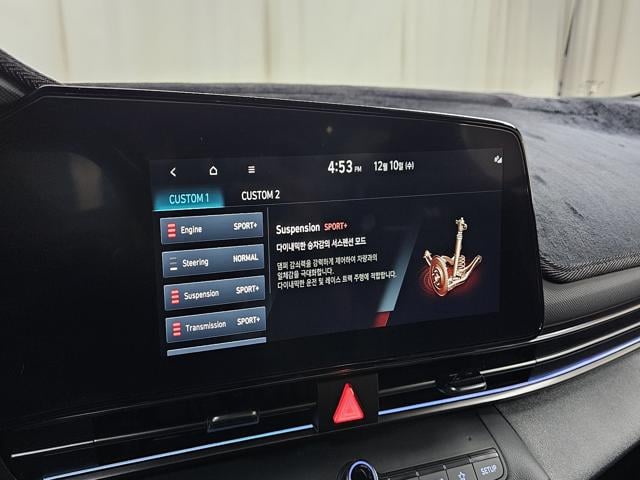 4:53 PM 12월 10일 (수)
CUSTOM 1 CUSTOM 2
Engine SPORT+
Steering NORMAL
Suspension SPORT+
Transmission SPORT+
Suspension SPORT+
다이내믹한 승차감의 서스펜션 모드
댐퍼 감쇠력을 강력하게 제어하여 차량과의
일체감을 극대화합니다.
다이내믹한 운전 및 레이스 트랙 주행에 적합합니다.
SETUP